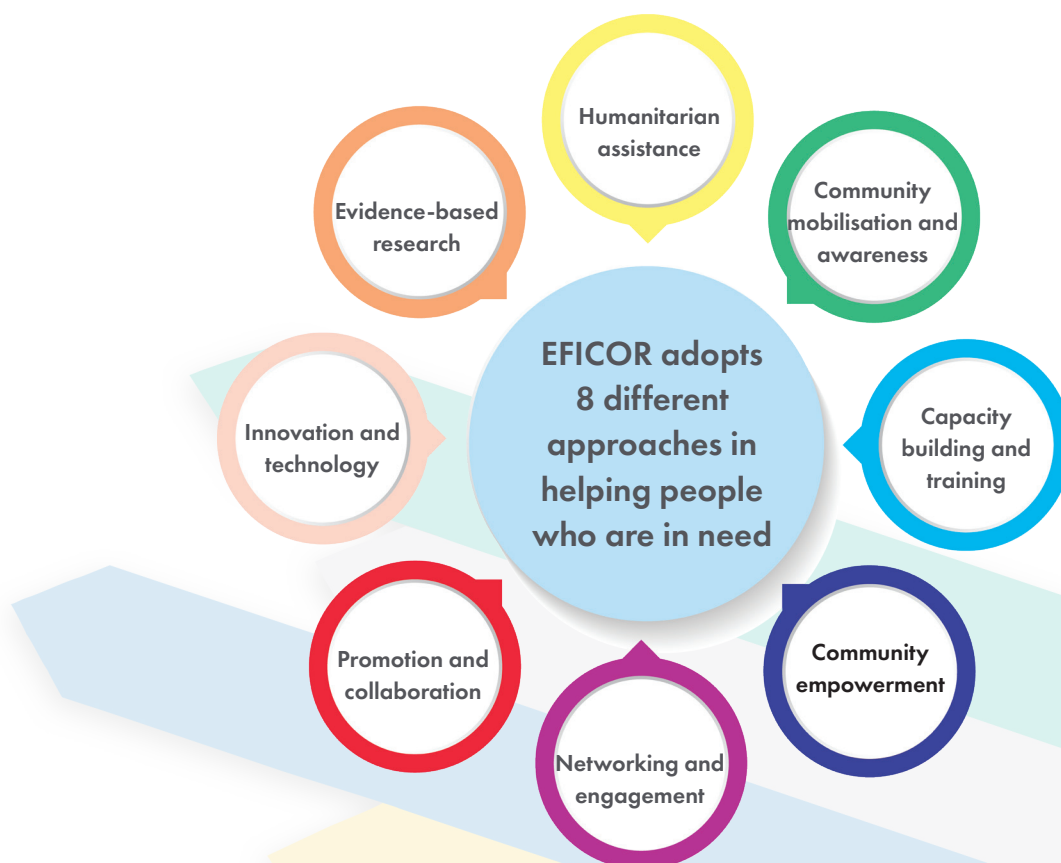 Humanitarian
assistance
Community
mobilisation and
awareness
Capacity
building and
training
Community
empowerment
Networking and
engagement
Promotion and
collaboration
Innovation and
technology
Evidence-based
research
EFICOR adopts
8 different
approaches in
helping people
who are in need